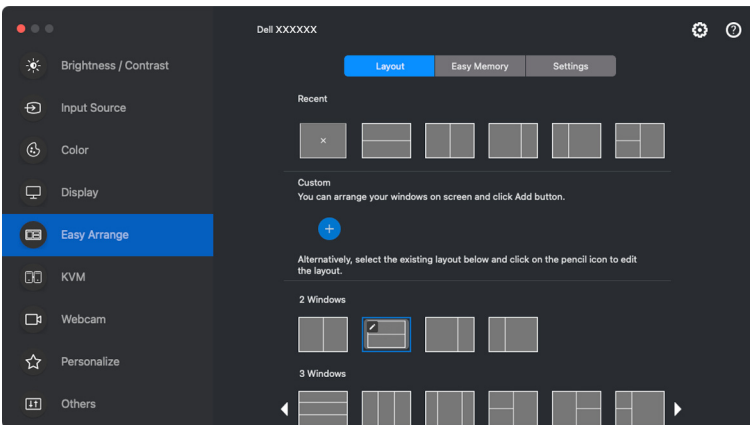 Dell XXXXXX
Brightness / Contrast
Input Source
Color
Display
Easy Arrange
KVM
Webcam
Personalize
Others
Layout
Easy Memory
Settings
Recent
Custom
You can arrange your windows on screen and click Add button.
Alternatively, select the existing layout below and click on the pencil icon to edit
the layout.
2 Windows
3 Windows